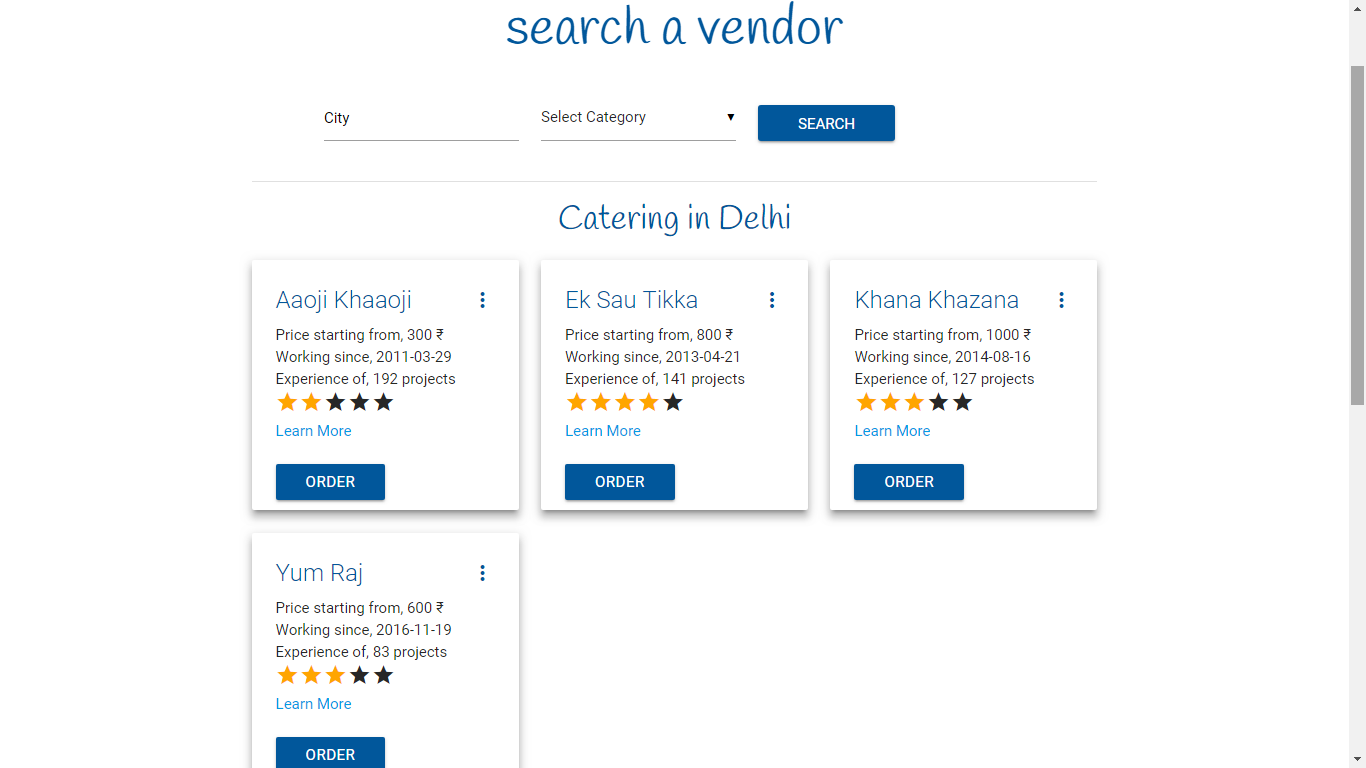 search a vendor
City
Select Category
SEARCH
Catering in Delhi
Aaoji Khaaoji
Price starting from, 300 ₹
Working since, 2011-03-29
Experience of, 192 projects
Learn More
ORDER
Ek Sau Tikka
Price starting from, 800 ₹
Working since, 2013-04-21
Experience of, 141 projects
Learn More
ORDER
Khana Khazana
Price starting from, 1000 ₹
Working since, 2014-08-16
Experience of, 127 projects
Learn More
ORDER
Yum Raj
Price starting from, 600 ₹
Working since, 2016-11-19
Experience of, 83 projects
Learn More
ORDER